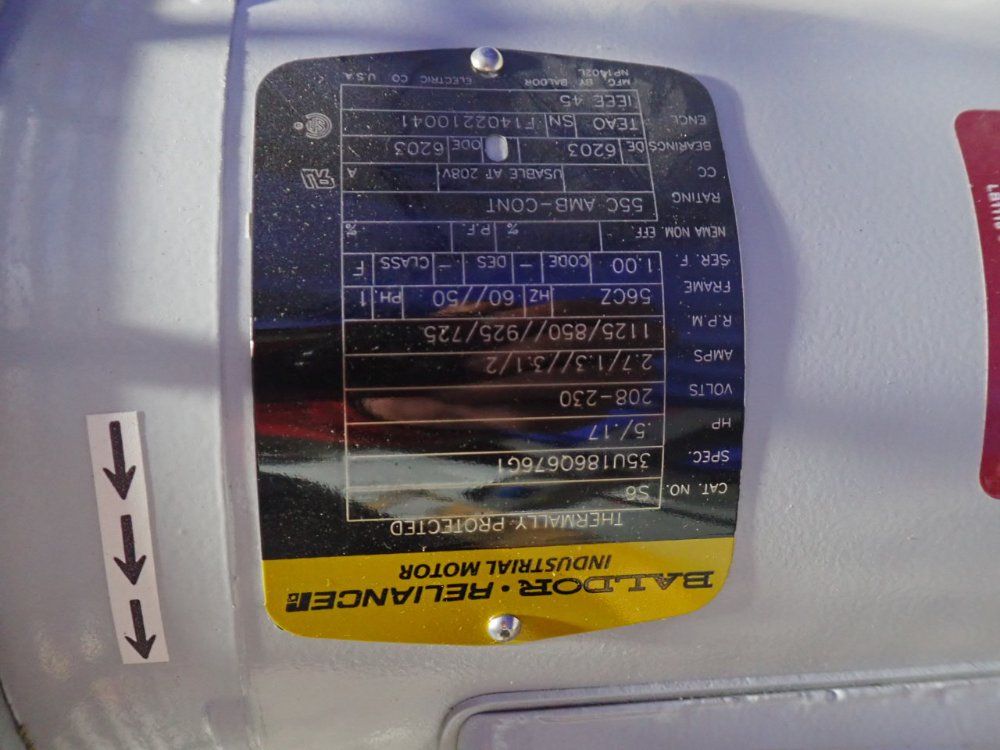 BALDOR · RELIANCE
INDUSTRIAL MOTOR
THERMALLY PROTECTED
CAT. NO. S6
SPEC. 35U186Q676G1
HP .5/.17
VOLTS 208-230
AMPS 2.7/1.3//3.1/2
R.P.M. 1125/850//925/725
FRAME 56CZ HZ 60//50 PH 1
SER. F. 1.00 CODE - DES - CLASS F
NEMA NOM. EFF. % P.F. %
RATING 55C AMB-CONT
CC USABLE AT 208V A
BEARINGS DE 6203 ODE 6203
ENCL TEAO SN F1402210041
IEEE 45
MFG. BY BALDOR ELECTRIC CO U.S.A
NP1402L